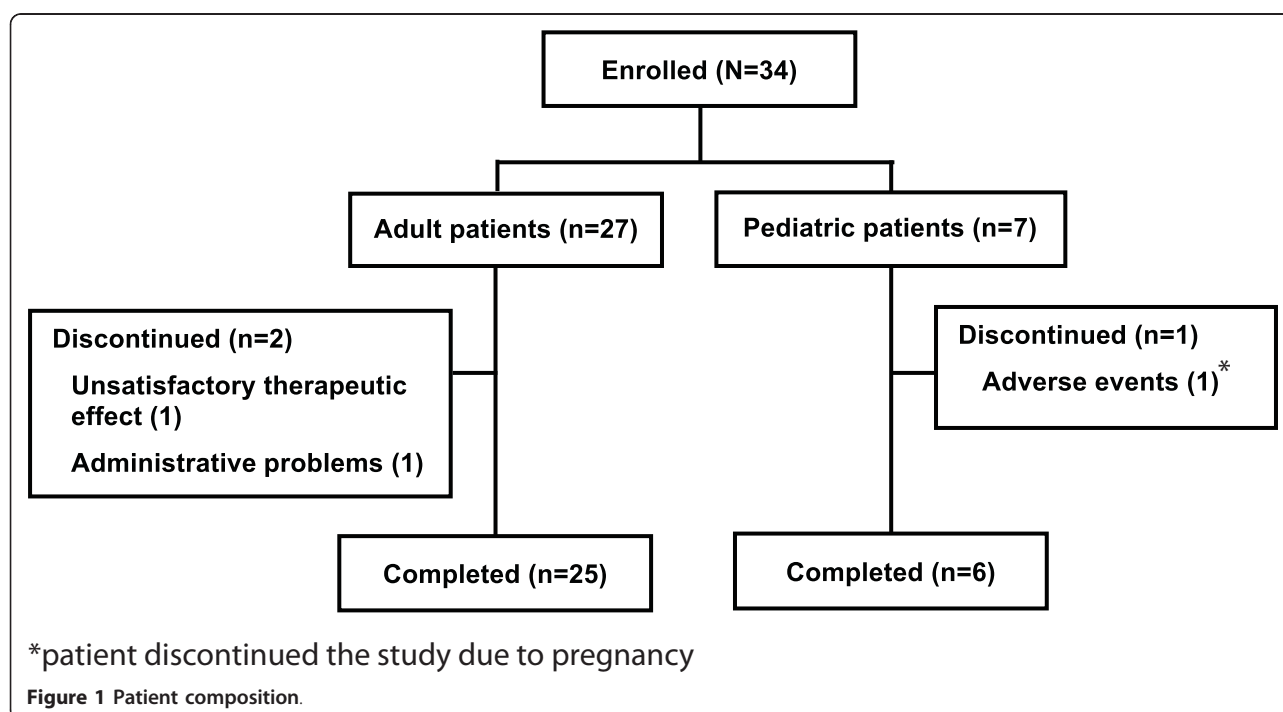 Enrolled (N=34)
Adult patients (n=27)
Pediatric patients (n=7)
Discontinued (n=2)
Unsatisfactory therapeutic
effect (1)
Administrative problems (1)
Discontinued (n=1)
Adverse events (1)*
Completed (n=25)
Completed (n=6)
*patient discontinued the study due to pregnancy
Figure 1 Patient composition.